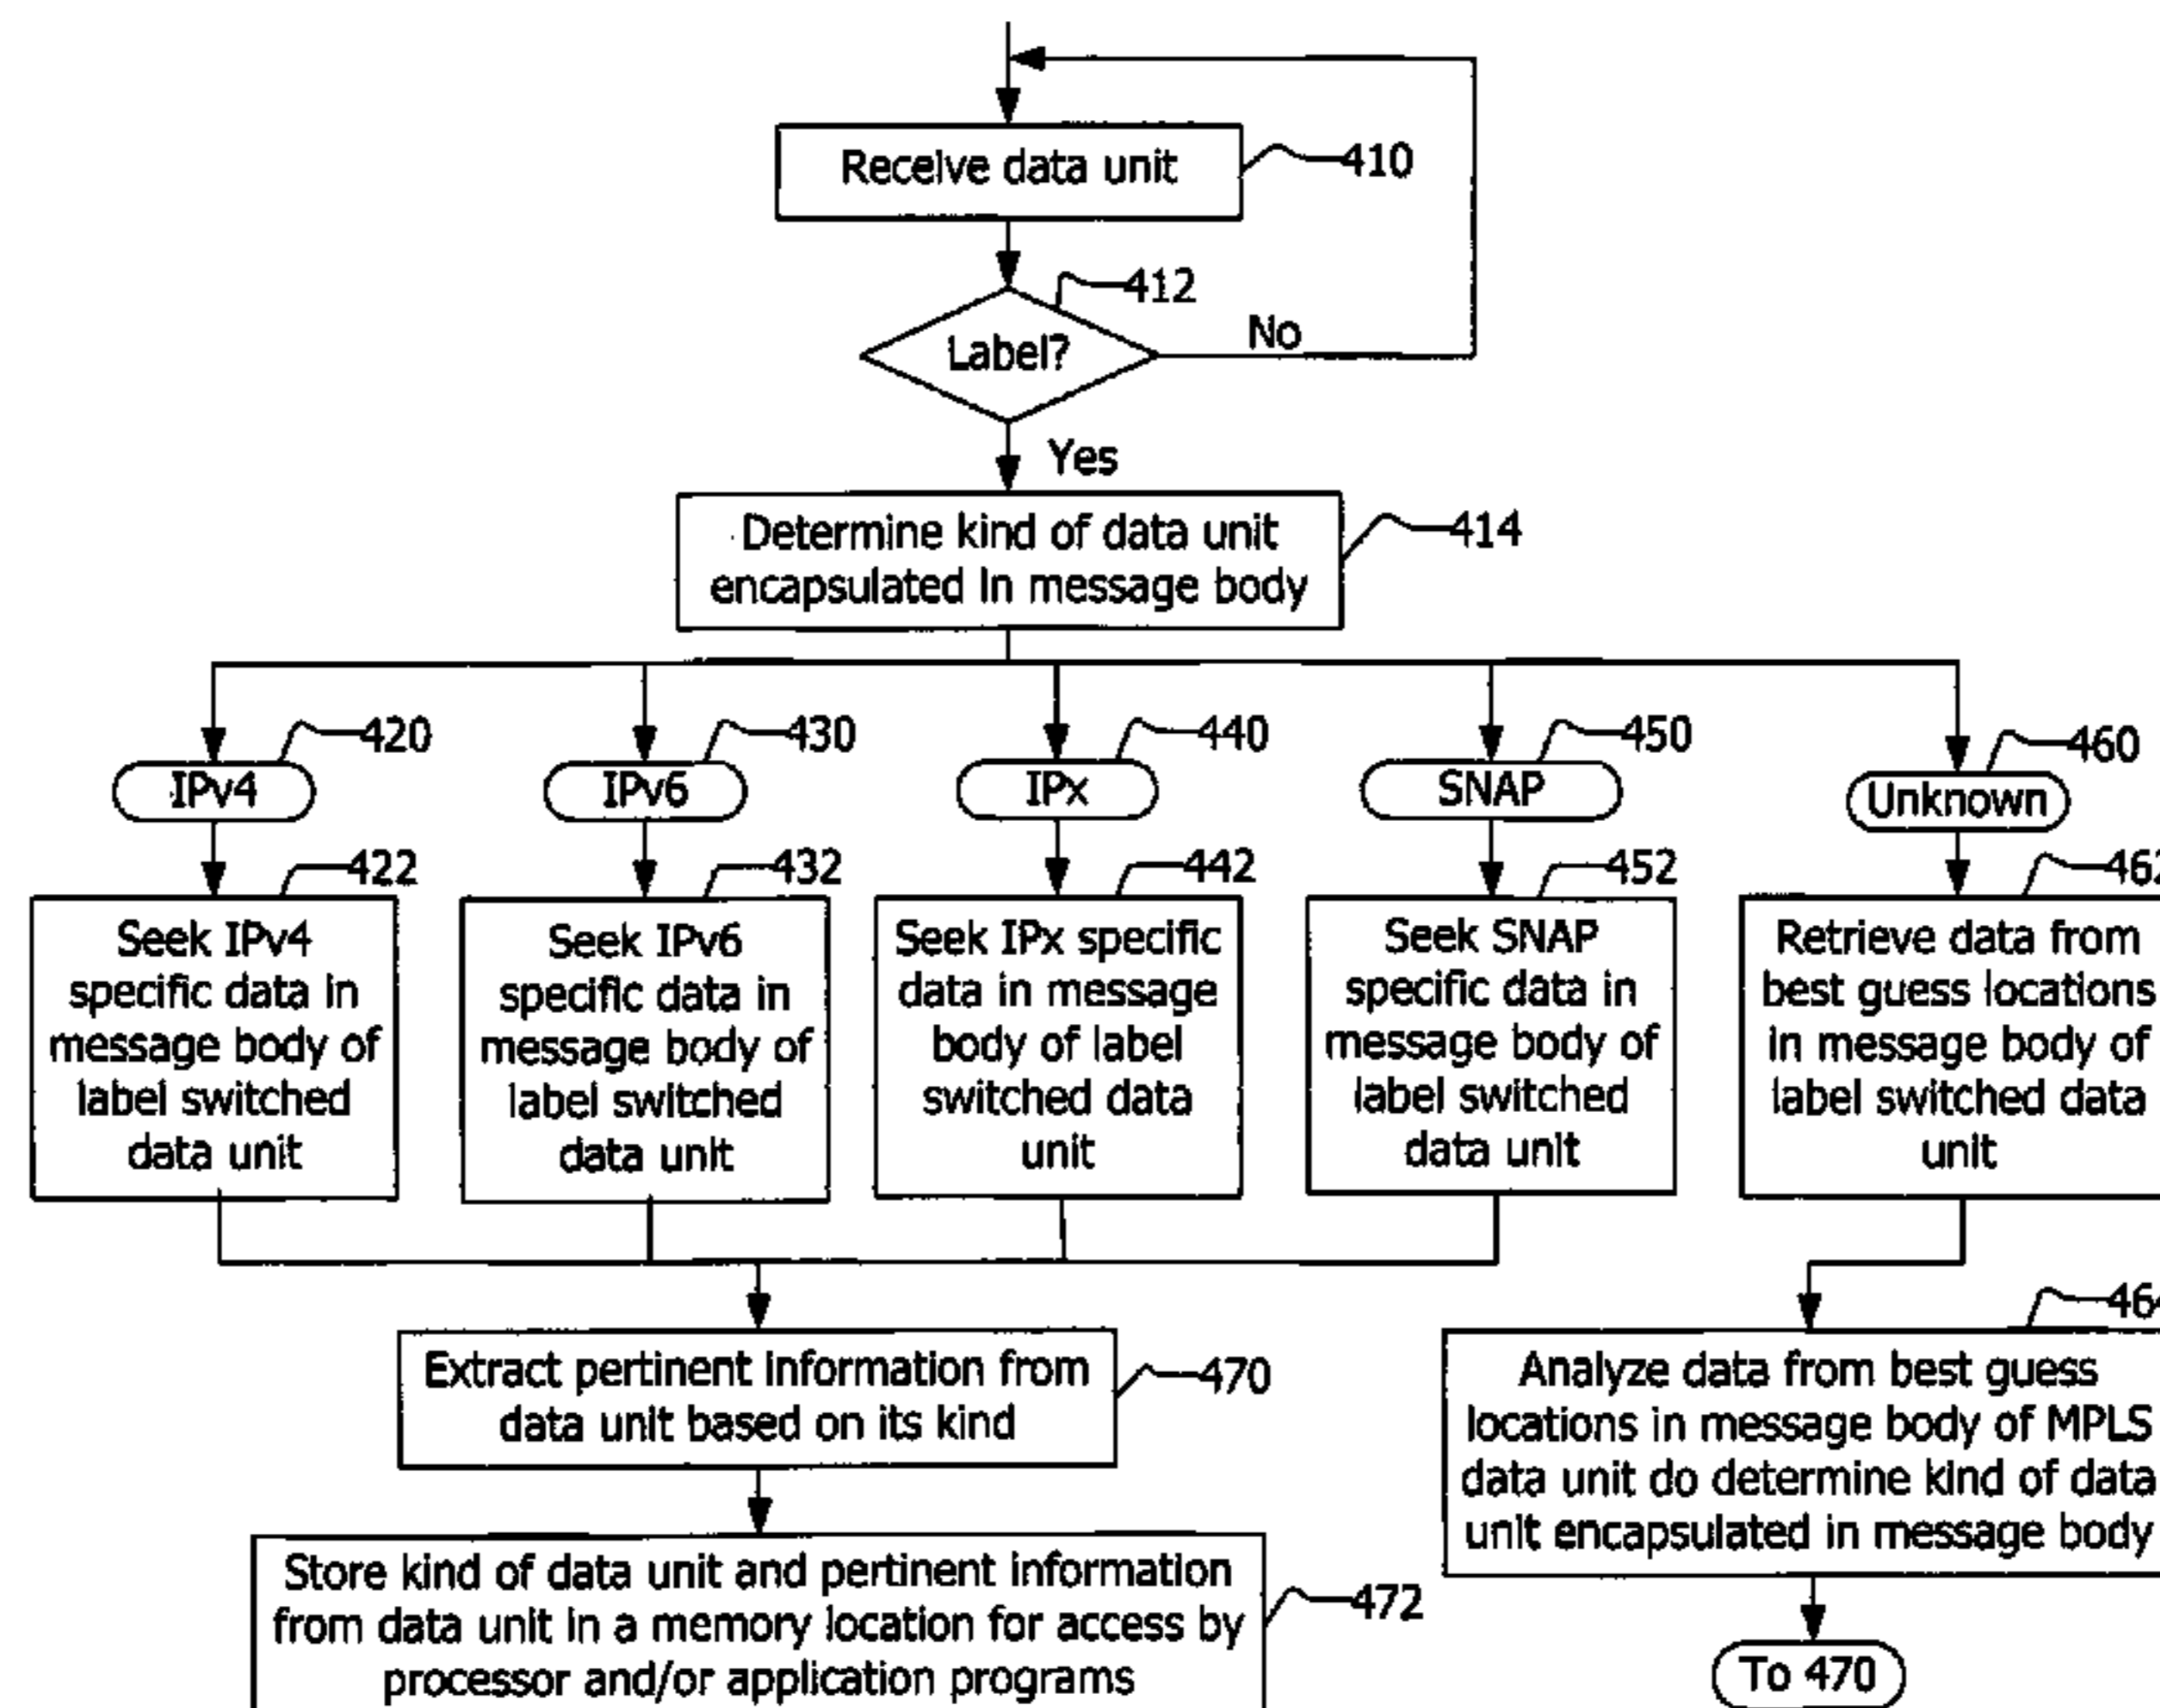 Receive data unit
410
412
Label?
No
Yes
Determine kind of data unit
encapsulated in message body
414
420
430
440
450
460
IPv4
IPv6
IPx
SNAP
Unknown
422
432
442
452
462
Seek IPv4
specific data in
message body of
label switched
data unit
Seek IPv6
specific data in
message body of
label switched
data unit
Seek IPx specific
data in message
body of label
switched data
unit
Seek SNAP
specific data in
message body of
label switched
data unit
Retrieve data from
best guess locations
in message body of
label switched data
unit
Extract pertinent information from
data unit based on its kind
470
464
Analyze data from best guess
locations in message body of MPLS
data unit do determine kind of data
unit encapsulated in message body
Store kind of data unit and pertinent information
from data unit in a memory location for access by
processor and/or application programs
472
To 470